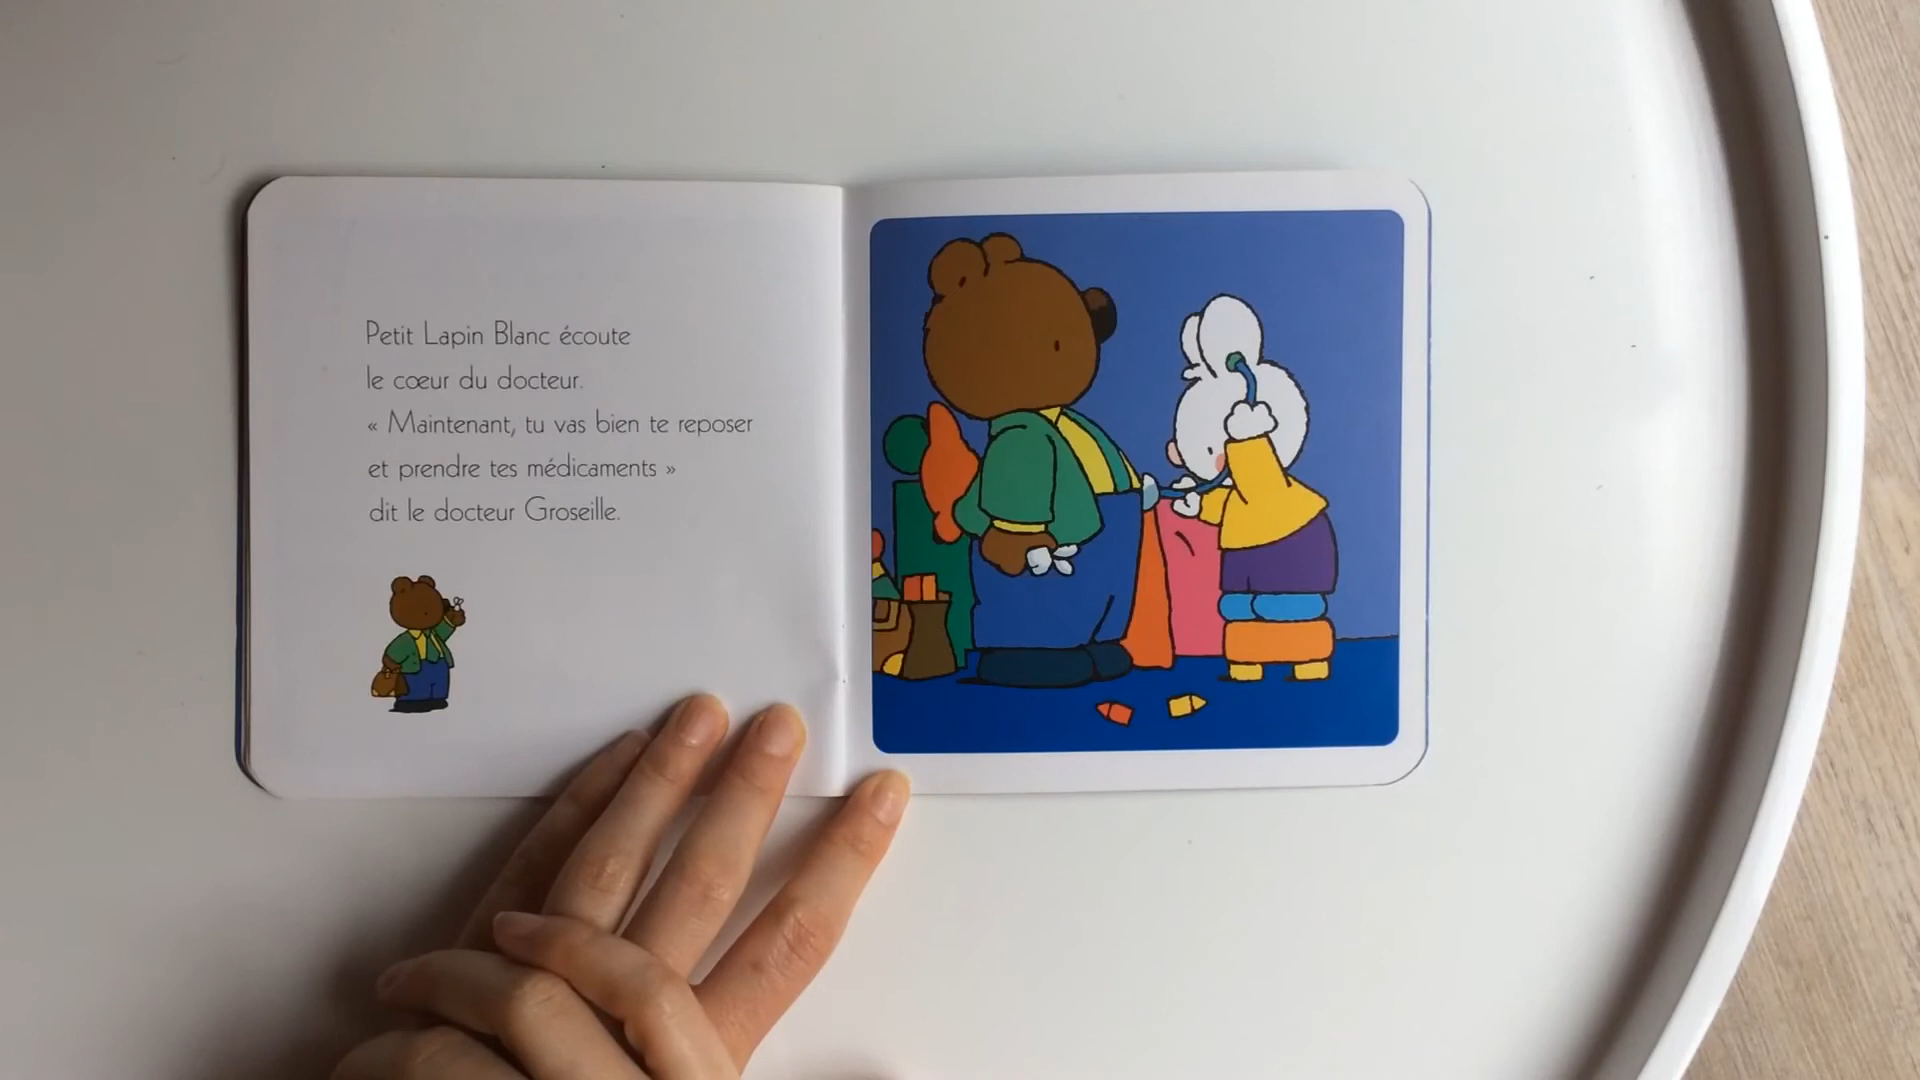 Petit Lapin Blanc écoute
le cœur du docteur.
« Maintenant, tu vas bien te reposer
et prendre tes médicaments »
dit le docteur Groseille.